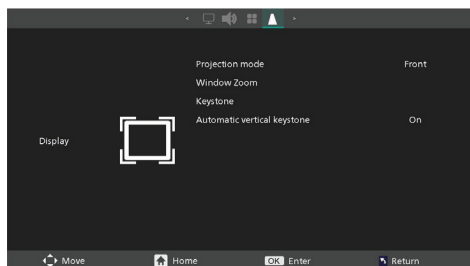 Projection mode Front
Window Zoom
Keystone
Automatic vertical keystone On
Display
Move Home OK Enter Return